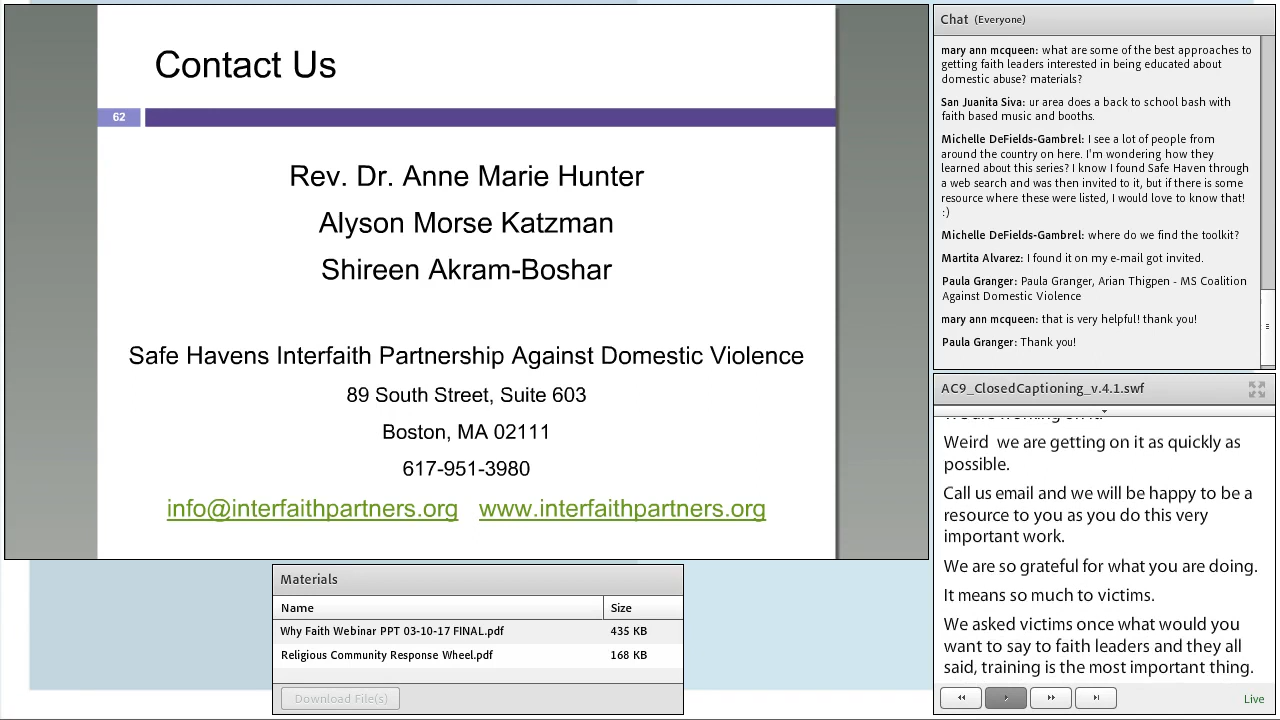 Contact Us
62
Rev. Dr. Anne Marie Hunter
Alyson Morse Katzman
Shireen Akram-Boshar
Safe Havens Interfaith Partnership Against Domestic Violence
89 South Street, Suite 603
Boston, MA 02111
617-951-3980
info@interfaithpartners.org www.interfaithpartners.org
Materials
Name Size
Why Faith Webinar PPT 03-10-17 FINAL.pdf 435 KB
Religious Community Response Wheel.pdf 168 KB
Download File(s)
Chat (Everyone)
mary ann mcqueen: what are some of the best approaches to
getting faith leaders interested in being educated about
domestic abuse? materials?
San Juanita Siva: ur area does a back to school bash with
faith based music and booths.
Michelle DeFields-Gambrel: I see a lot of people from
around the country on here. I'm wondering how they
learned about this series? I know I found Safe Haven through
a web search and was then invited to it, but if there is some
resource where these were listed, I would love to know that!
:)
Michelle DeFields-Gambrel: where do we find the toolkit?
Martita Alvarez: I found it on my e-mail got invited.
Paula Granger: Paula Granger, Arian Thigpen - MS Coalition
Against Domestic Violence
mary ann mcqueen: that is very helpful! thank you!
Paula Granger: Thank you!
AC9_ClosedCaptioning_v.4.1.swf
Weird we are getting on it as quickly as
possible.
Call us email and we will be happy to be a
resource to you as you do this very
important work.
We are so grateful for what you are doing.
It means so much to victims.
We asked victims once what would you
want to say to faith leaders and they all
said, training is the most important thing.
Live